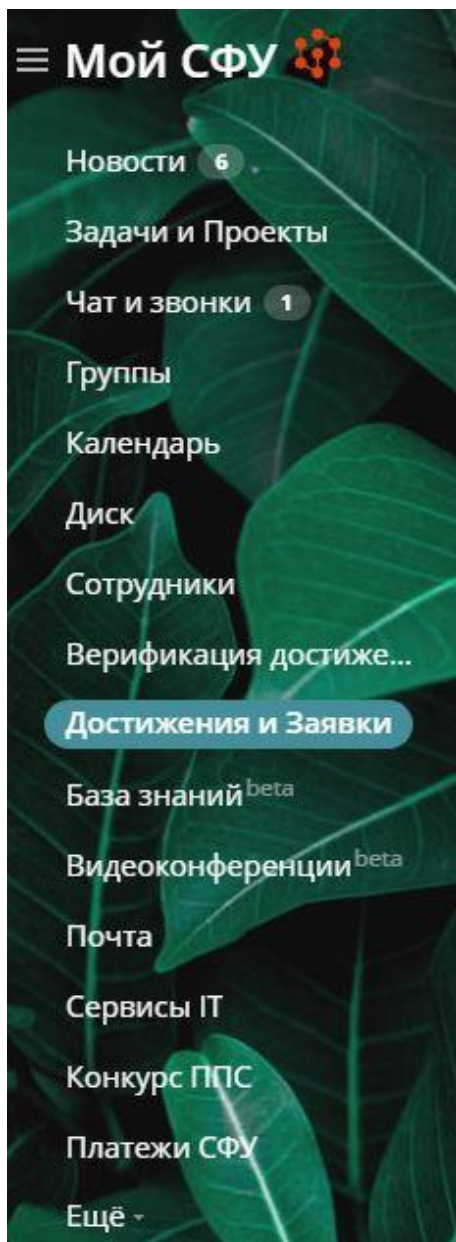 Мой СФУ
Новости 6
Задачи и Проекты
Чат и звонки 1
Группы
Календарь
Диск
Сотрудники
Верификация достиже...
Достижения и Заявки
База знаний beta
Видеоконференции beta
Почта
Сервисы IT
Конкурс ППС
Платежи СФУ
Ещё